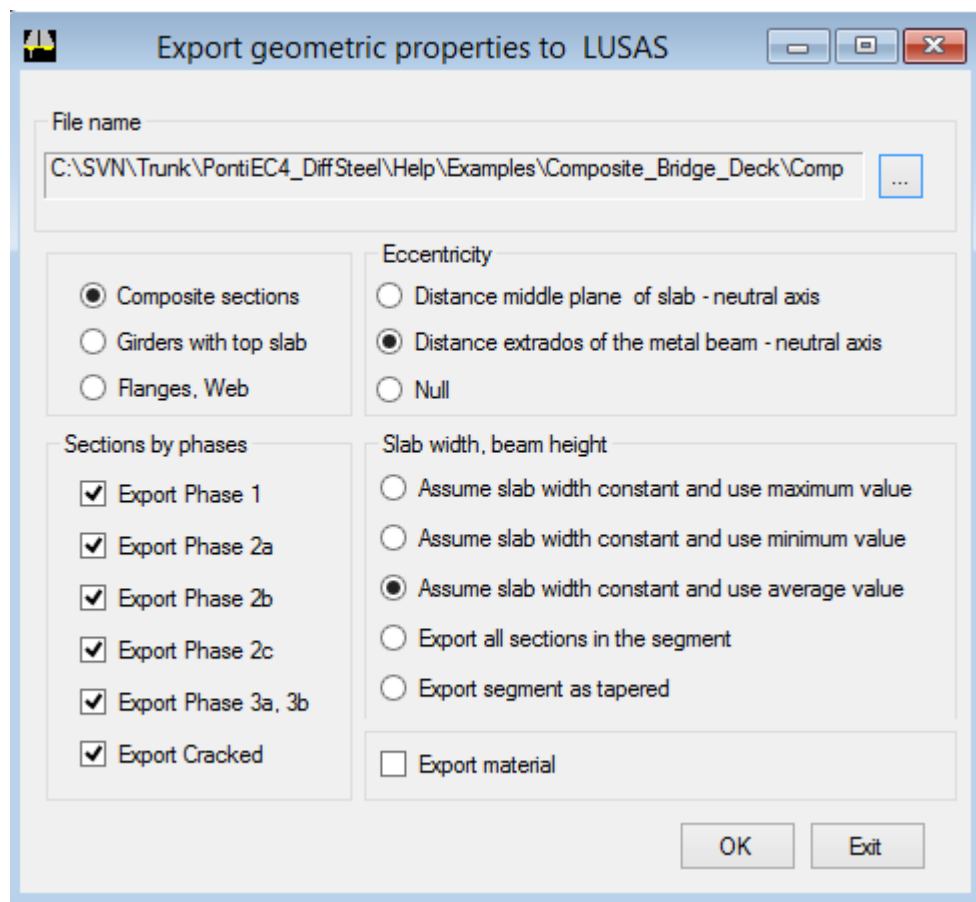 Export geometric properties to LUSAS
File name
C:\SVN\Trunk\PontiEC4_DiffSteel\Help\Examples\Composite_Bridge_Deck\Comp
...
Composite sections
Girders with top slab
Flanges, Web
Eccentricity
Distance middle plane of slab - neutral axis
Distance extrados of the metal beam - neutral axis
Null
Sections by phases
Export Phase 1
Export Phase 2a
Export Phase 2b
Export Phase 2c
Export Phase 3a, 3b
Export Cracked
Slab width, beam height
Assume slab width constant and use maximum value
Assume slab width constant and use minimum value
Assume slab width constant and use average value
Export all sections in the segment
Export segment as tapered
Export material
OK
Exit